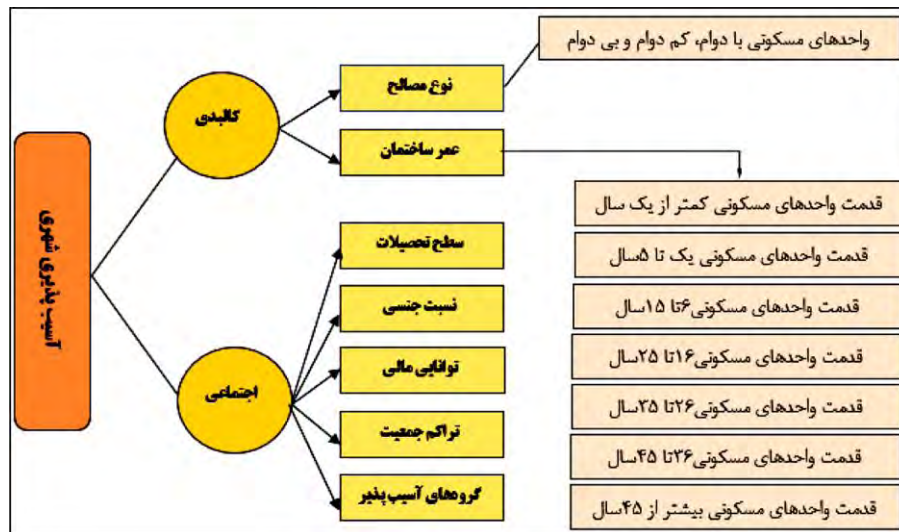 آسیب پذیری شهری
کالبدی
نوع مصالح
واحدهای مسکونی با دوام، کم دوام و بی دوام
عمر ساختمان
قدمت واحدهای مسکونی کمتر از یک سال
قدمت واحدهای مسکونی یک تا ۵سال
قدمت واحدهای مسکونی۶تا ۱۵سال
قدمت واحدهای مسکونی۱۶تا ۲۵سال
قدمت واحدهای مسکونی۲۶تا ۳۵سال
قدمت واحدهای مسکونی۳۶تا ۴۵سال
قدمت واحدهای مسکونی بیشتر از ۴۵سال
اجتماعی
سطح تحصیلات
نسبت جنسی
توانایی مالی
تراکم جمعیت
گروه‌های آسیب پذیر